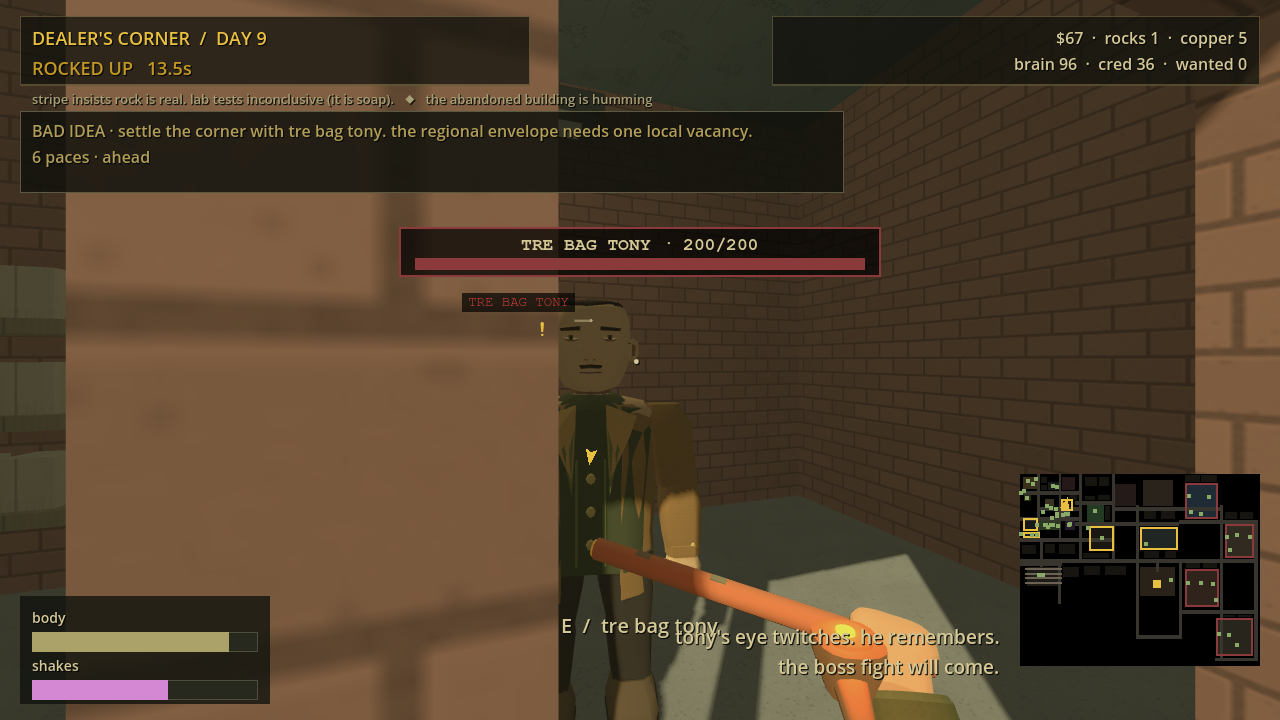 DEALER'S CORNER / DAY 9
ROCKED UP 13.5s
$67 · rocks 1 · copper 5
brain 96 · cred 36 · wanted 0
stripe insists rock is real. lab tests inconclusive (it is soap). ◆ the abandoned building is humming
BAD IDEA · settle the corner with tre bag tony. the regional envelope needs one local vacancy.
6 paces · ahead
TRE BAG TONY · 200/200
TRE BAG TONY
!
E / tre bag tony
tony's eye twitches. he remembers.
the boss fight will come.
body
shakes